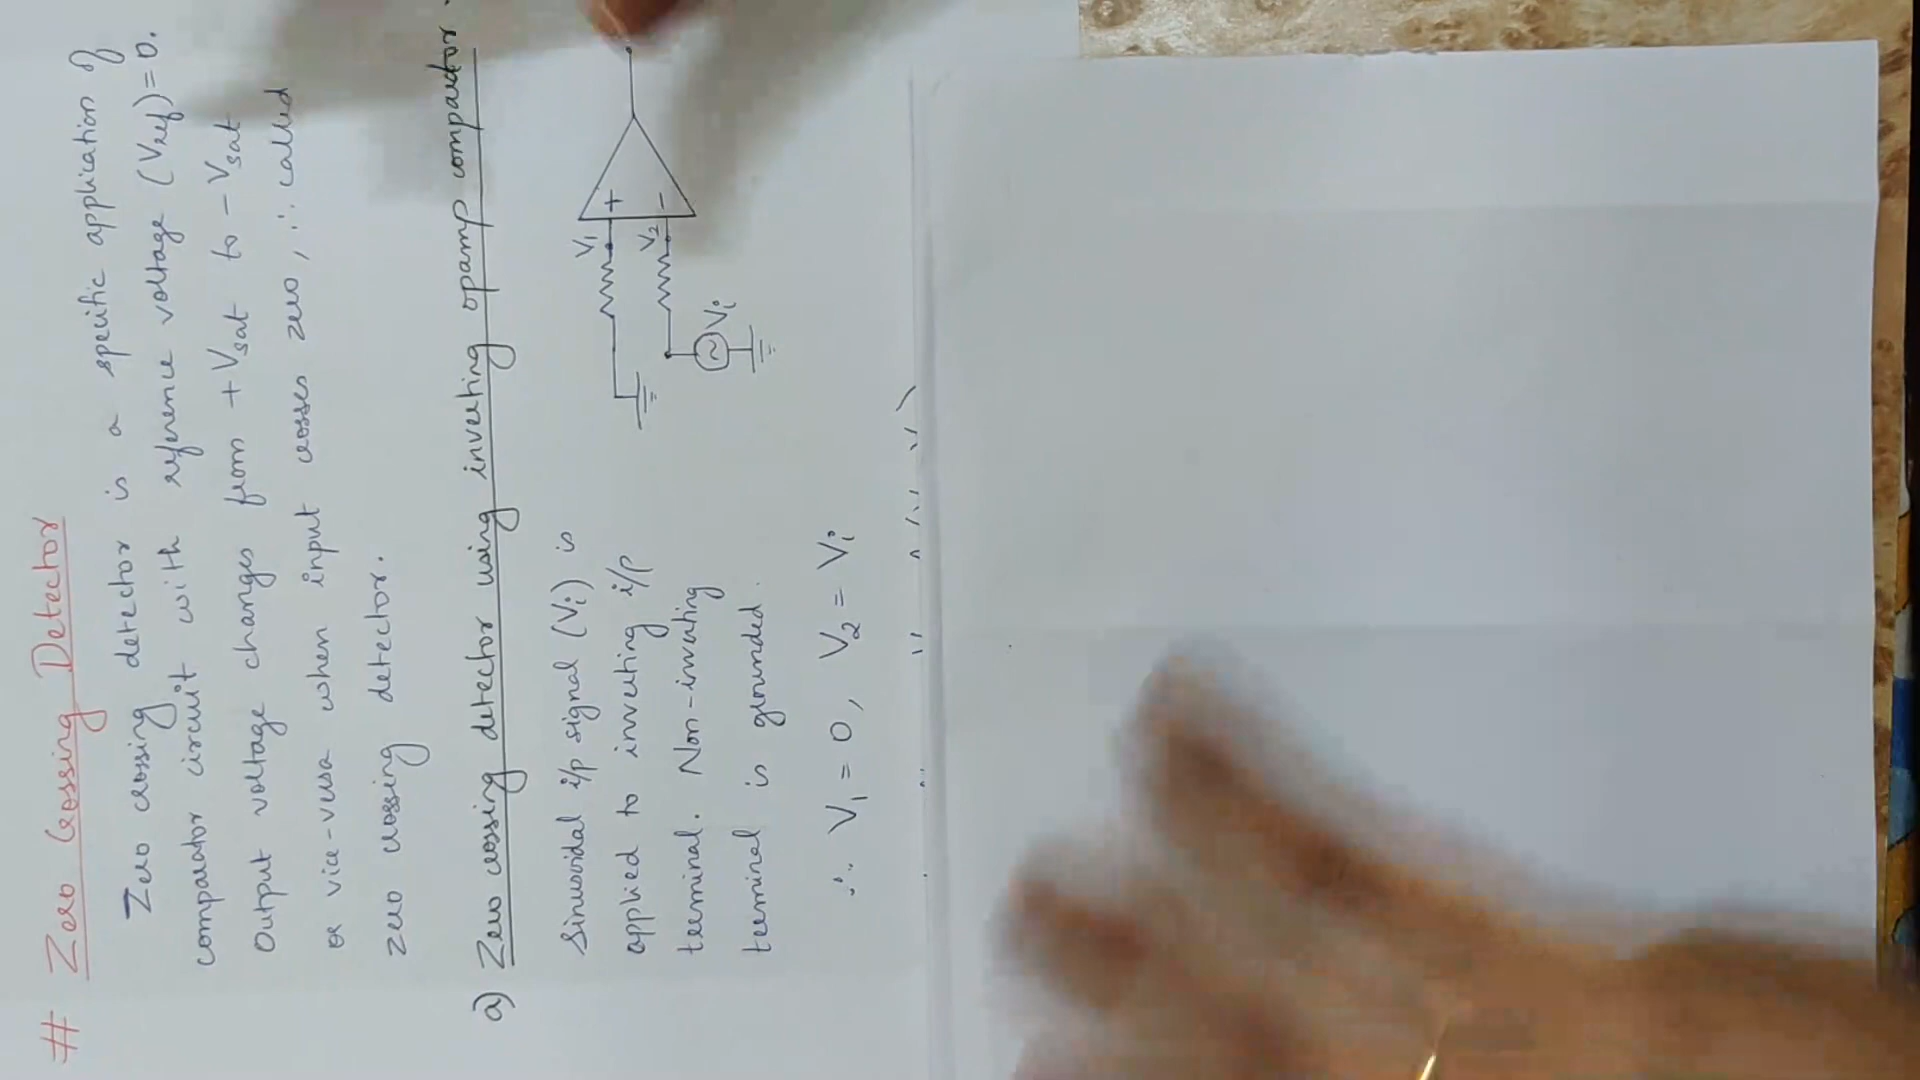 # Zero Crossing Detector
Zero crossing detector is a specific application of
comparator circuit with reference voltage (Vref) = 0.
Output voltage changes from + Vsat to - Vsat
or vice-versa when input crosses zero, ∴ called
zero crossing detector.
a) Zero crossing detector using inverting opamp comparator.
Sinusoidal i/p signal (Vi) is
applied to inverting i/p
terminal. Non-inverting
terminal is grounded.
V1
+
V2
-
~
Vi
∴ V1 = 0, V2 = Vi